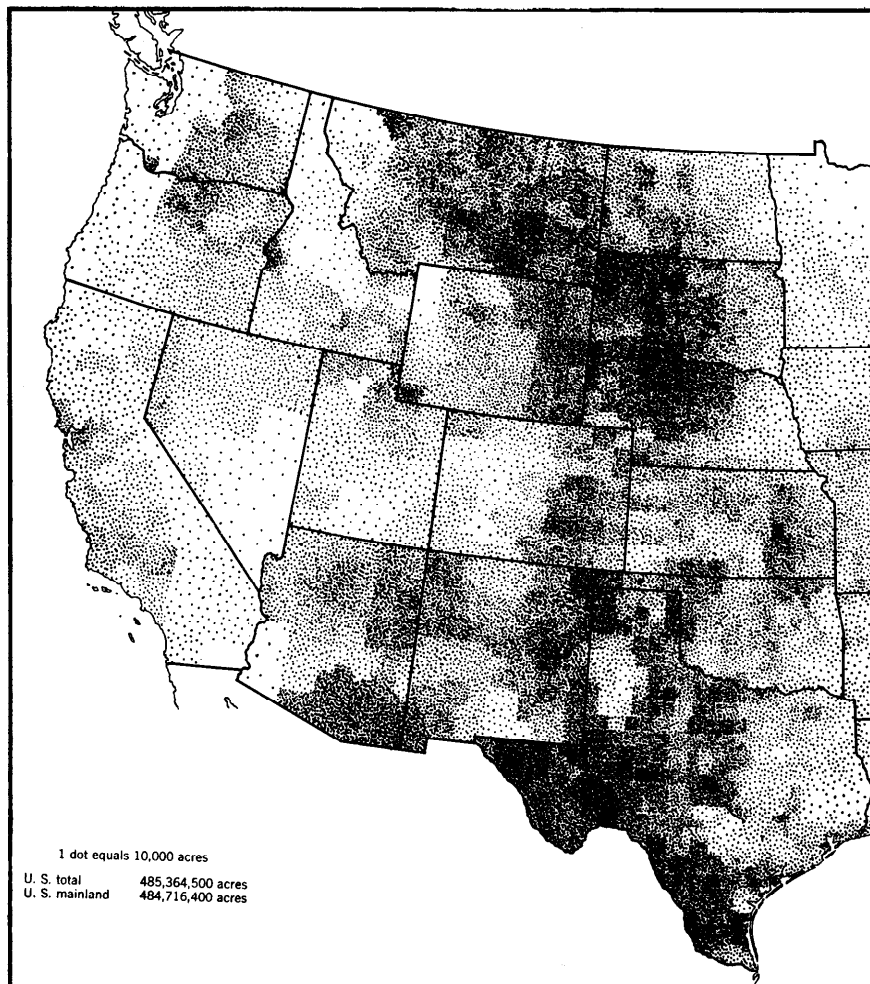 1 dot equals 10,000 acres
U. S. total 485,364,500 acres
U. S. mainland 484,716,400 acres